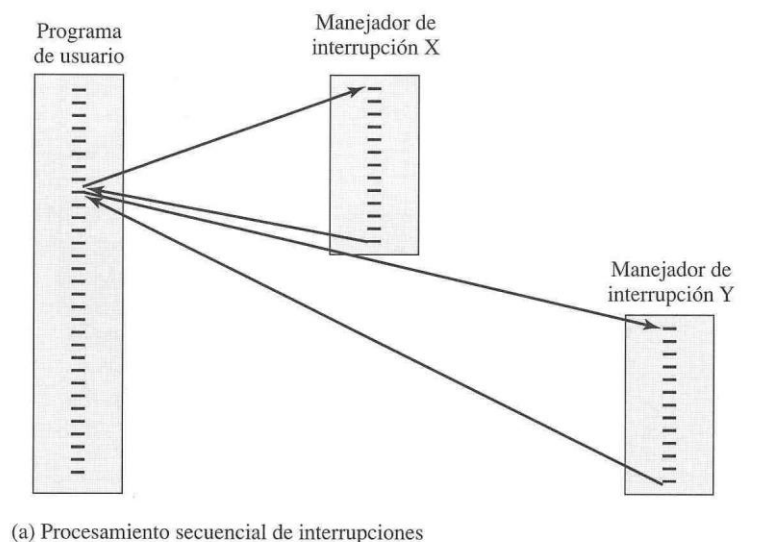 Programa
de usuario
Manejador de
interrupción X
Manejador de
interrupción Y
(a) Procesamiento secuencial de interrupciones